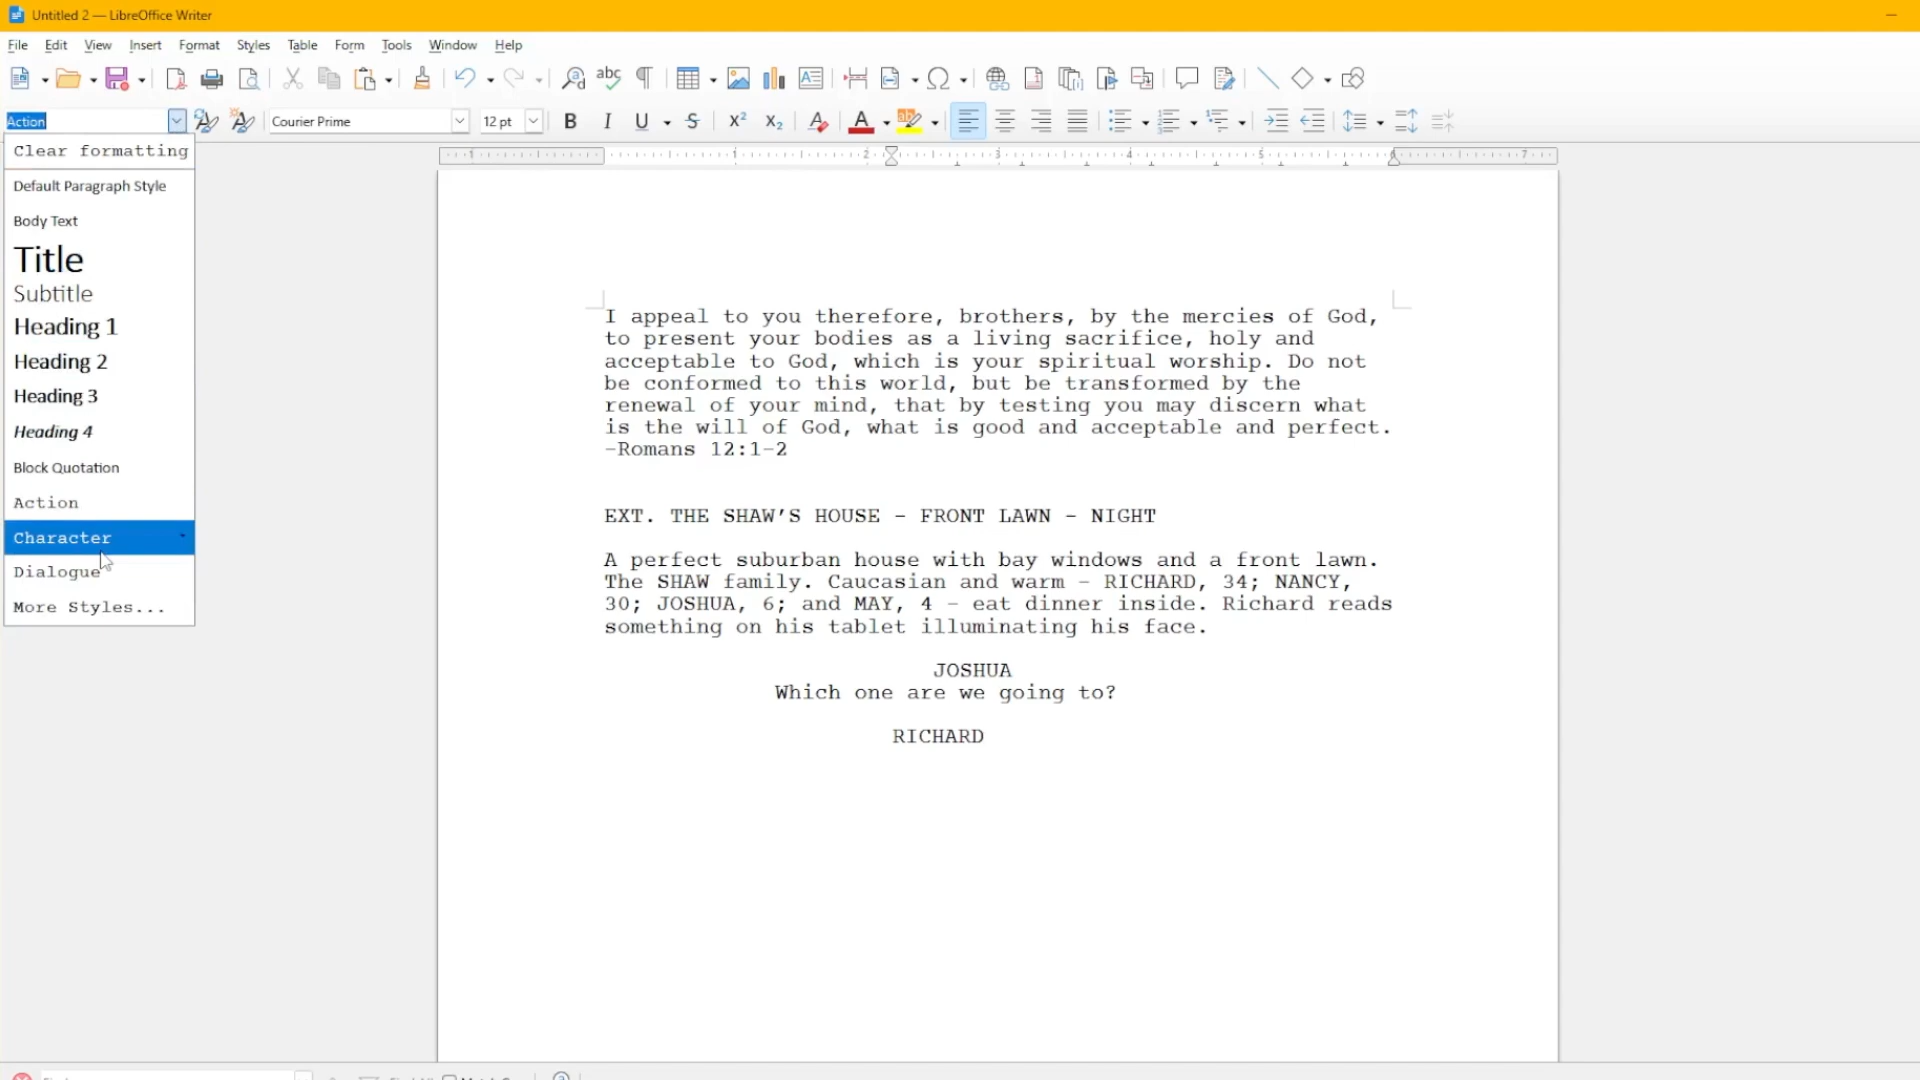 Untitled 2 — LibreOffice Writer
File Edit View Insert Format Styles Table Form Tools Window Help
Action
Courier Prime
12 pt
Clear formatting
Default Paragraph Style
Body Text
Title
Subtitle
Heading 1
Heading 2
Heading 3
Heading 4
Block Quotation
Action
Character
Dialogue
More Styles...
1 1 2 3 4 5 6 7
I appeal to you therefore, brothers, by the mercies of God,
to present your bodies as a living sacrifice, holy and
acceptable to God, which is your spiritual worship. Do not
be conformed to this world, but be transformed by the
renewal of your mind, that by testing you may discern what
is the will of God, what is good and acceptable and perfect.
-Romans 12:1-2
EXT. THE SHAW’S HOUSE - FRONT LAWN - NIGHT
A perfect suburban house with bay windows and a front lawn.
The SHAW family. Caucasian and warm - RICHARD, 34; NANCY,
30; JOSHUA, 6; and MAY, 4 - eat dinner inside. Richard reads
something on his tablet illuminating his face.
JOSHUA
Which one are we going to?
RICHARD